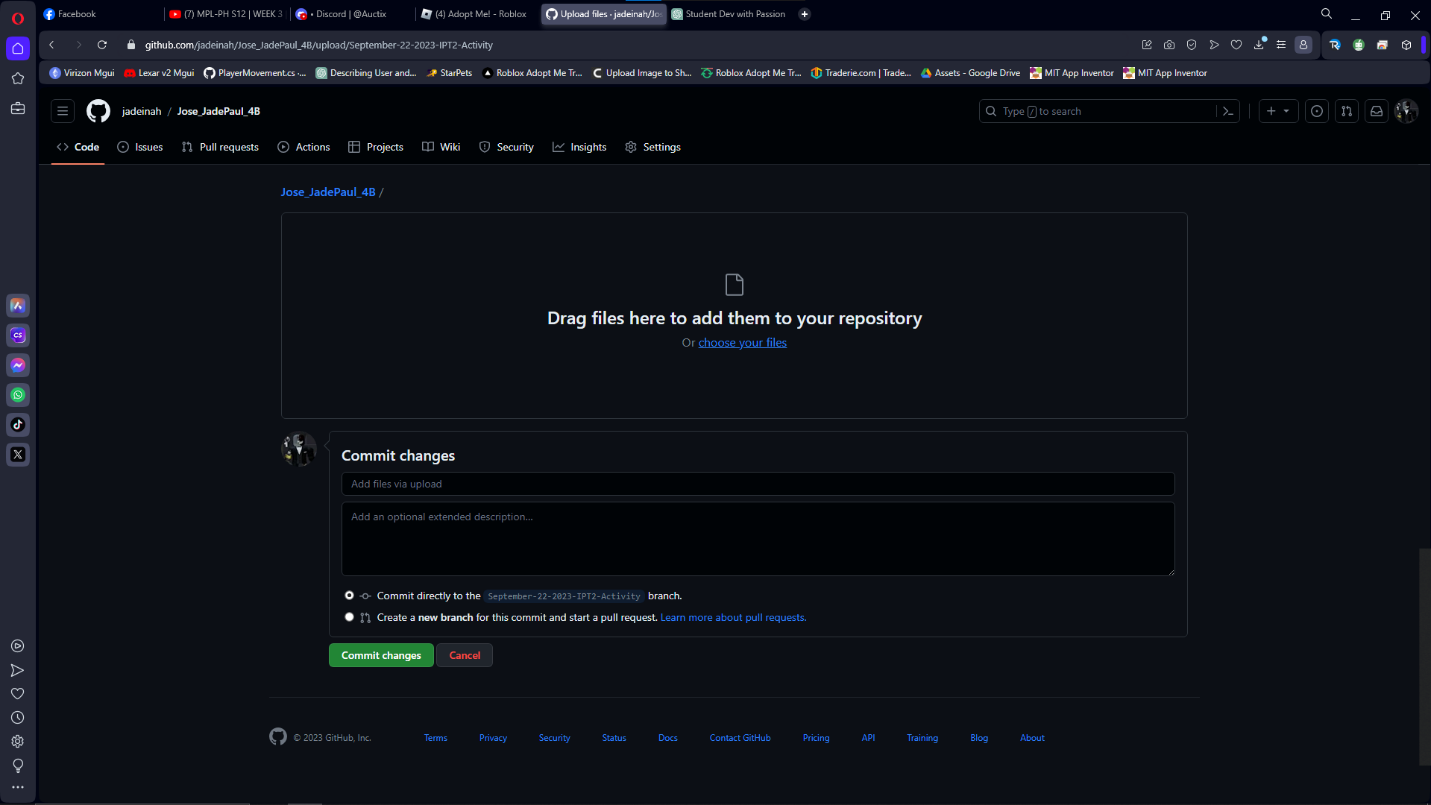 Facebook
(7) MPL-PH S12 | WEEK 3
• Discord | @Auctix
(4) Adopt Me! - Roblox
Upload files · jadeinah/Jo
Student Dev with Passion
github.com/jadeinah/Jose_JadePaul_4B/upload/September-22-2023-IPT2-Activity
Virizon Mgui
Lexar v2 Mgui
PlayerMovement.cs ·...
Describing User and...
StarPets
Roblox Adopt Me Tr...
Upload Image to Sh...
Roblox Adopt Me Tr...
Traderie.com | Trade...
Assets - Google Drive
MIT App Inventor
MIT App Inventor
jadeinah / Jose_JadePaul_4B
Type / to search
Code
Issues
Pull requests
Actions
Projects
Wiki
Security
Insights
Settings
Jose_JadePaul_4B /
Drag files here to add them to your repository
Or choose your files
Commit changes
Add files via upload
Add an optional extended description...
Commit directly to the September-22-2023-IPT2-Activity branch.
Create a new branch for this commit and start a pull request. Learn more about pull requests.
Commit changes
Cancel
© 2023 GitHub, Inc.
Terms
Privacy
Security
Status
Docs
Contact GitHub
Pricing
API
Training
Blog
About